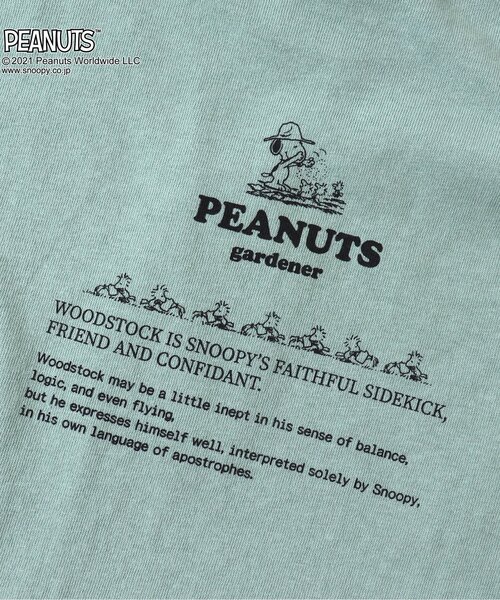 PEANUTS™
©2021 Peanuts Worldwide LLC
www.snoopy.co.jp
PEANUTS
gardener
WOODSTOCK IS SNOOPY'S FAITHFUL SIDEKICK,
FRIEND AND CONFIDANT.
Woodstock may be a little inept in his sense of balance,
logic, and even flying,
but he expresses himself well, interpreted solely by Snoopy,
in his own language of apostrophes.